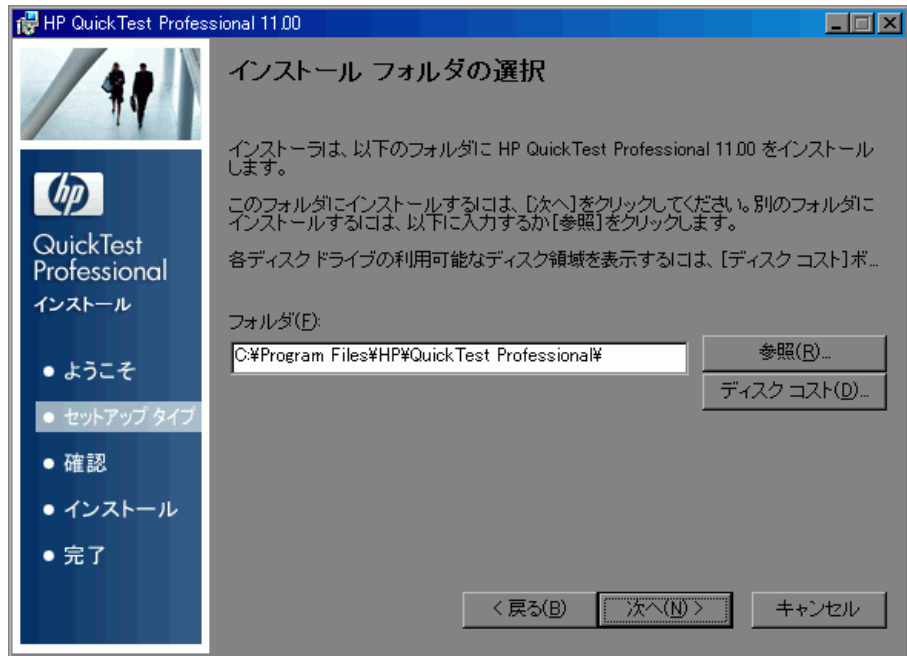 HP QuickTest Professional 11.00
インストール フォルダの選択
インストーラは、以下のフォルダに HP QuickTest Professional 11.00 をインストール
します。
このフォルダにインストールするには、[次へ]をクリックしてください。別のフォルダに
インストールするには、以下に入力するか[参照]をクリックします。
各ディスク ドライブの利用可能なディスク領域を表示するには、[ディスク コスト]ボ...
フォルダ(F):
C:¥Program Files¥HP¥QuickTest Professional¥
参照(R)...
ディスク コスト(D)...
hp
QuickTest
Professional
インストール
ようこそ
セットアップ タイプ
確認
インストール
完了
< 戻る(B)
次へ(N) >
キャンセル